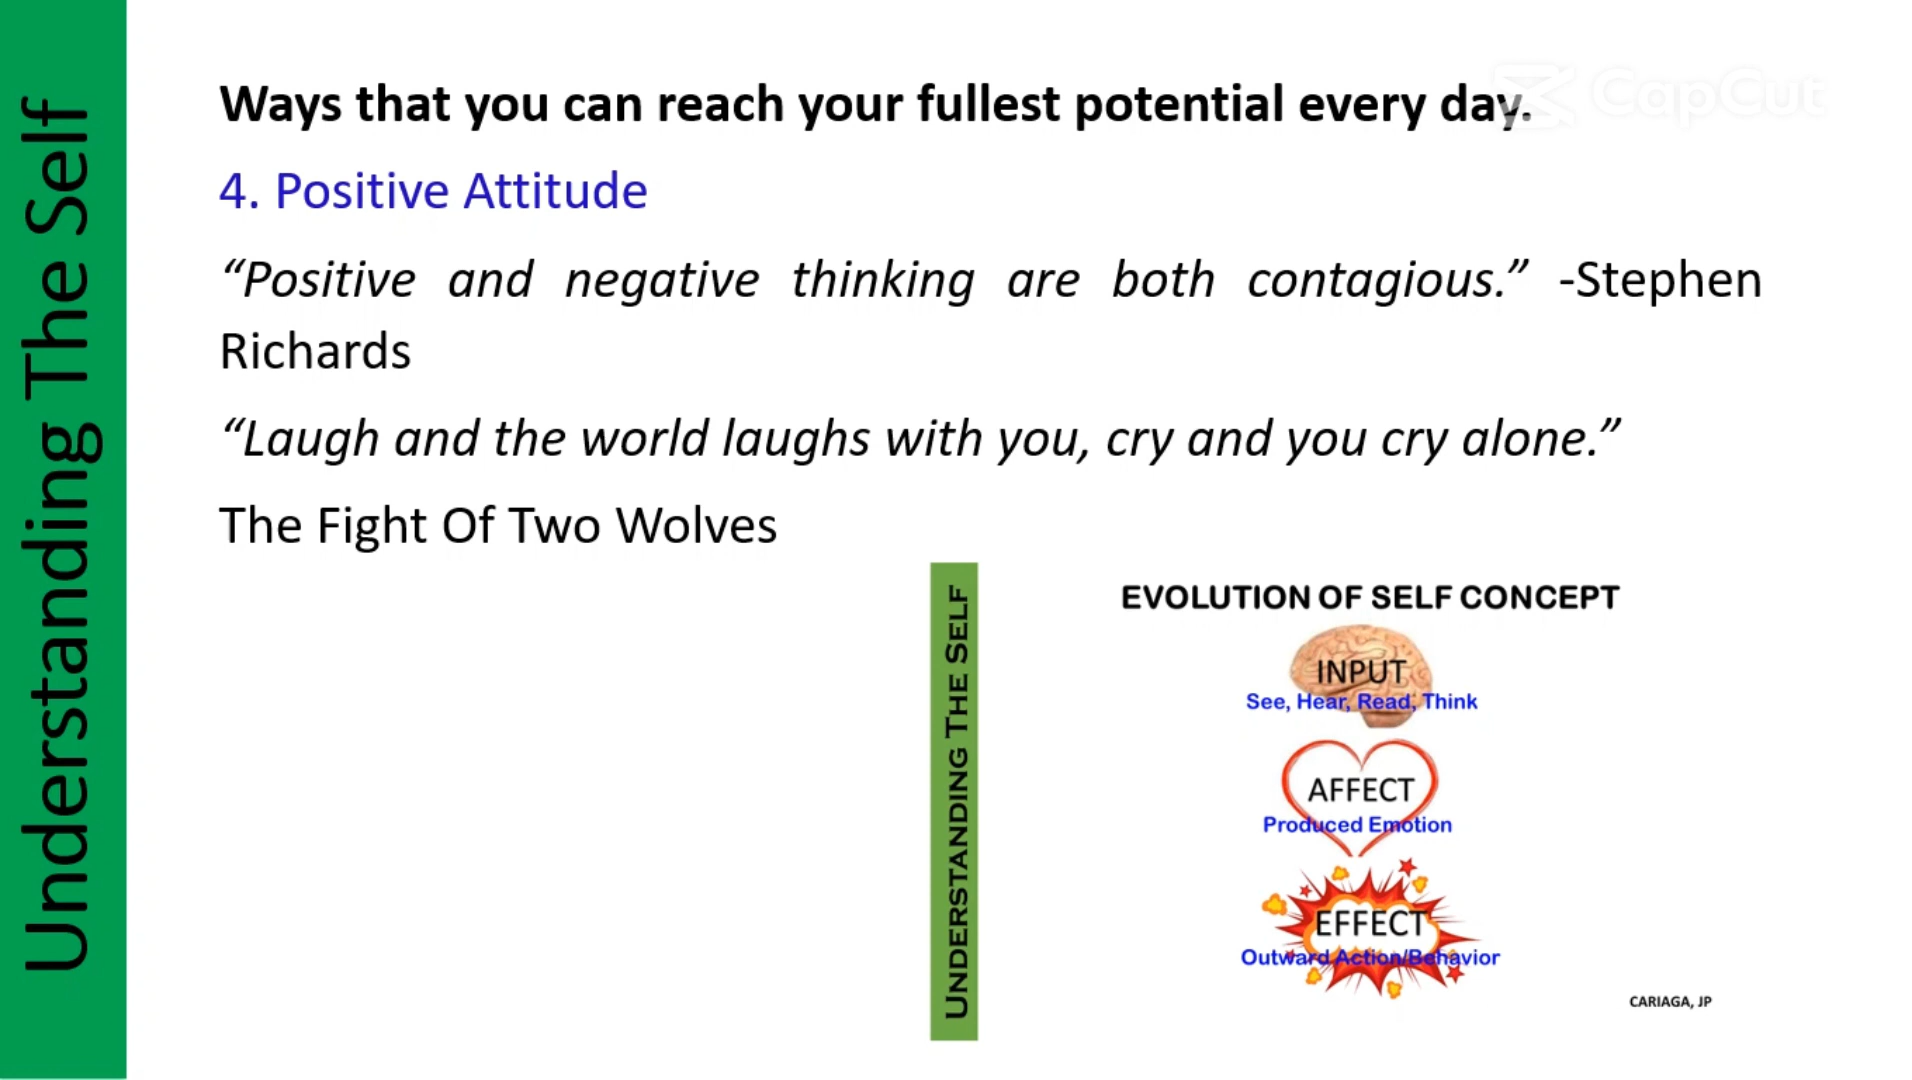 Understanding The Self
Ways that you can reach your fullest potential every day.
CapCut
4. Positive Attitude
“Positive and negative thinking are both contagious.” -Stephen
Richards
“Laugh and the world laughs with you, cry and you cry alone.”
The Fight Of Two Wolves
UNDERSTANDING THE SELF
EVOLUTION OF SELF CONCEPT
INPUT
See, Hear, Read, Think
AFFECT
Produced Emotion
EFFECT
Outward Action/Behavior
CARIAGA, JP